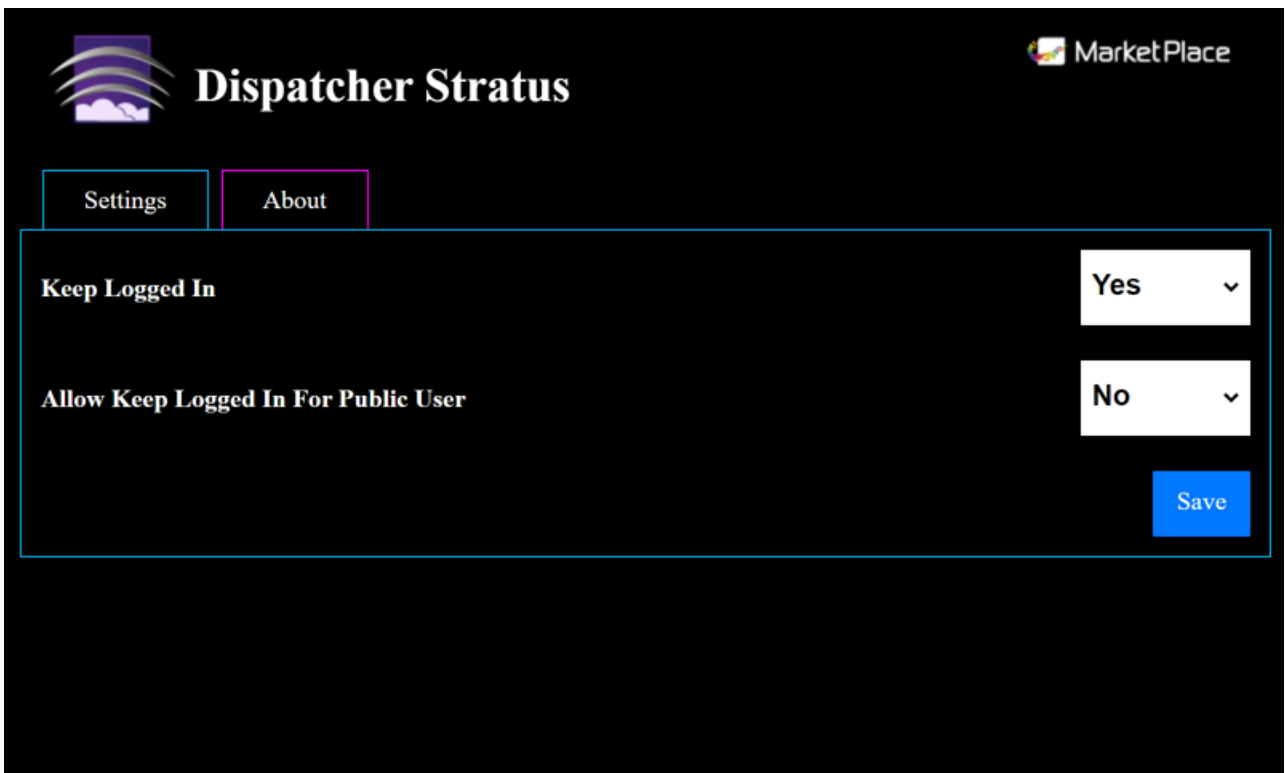 MarketPlace
Dispatcher Stratus
Settings
About
Keep Logged In
Yes
Allow Keep Logged In For Public User
No
Save